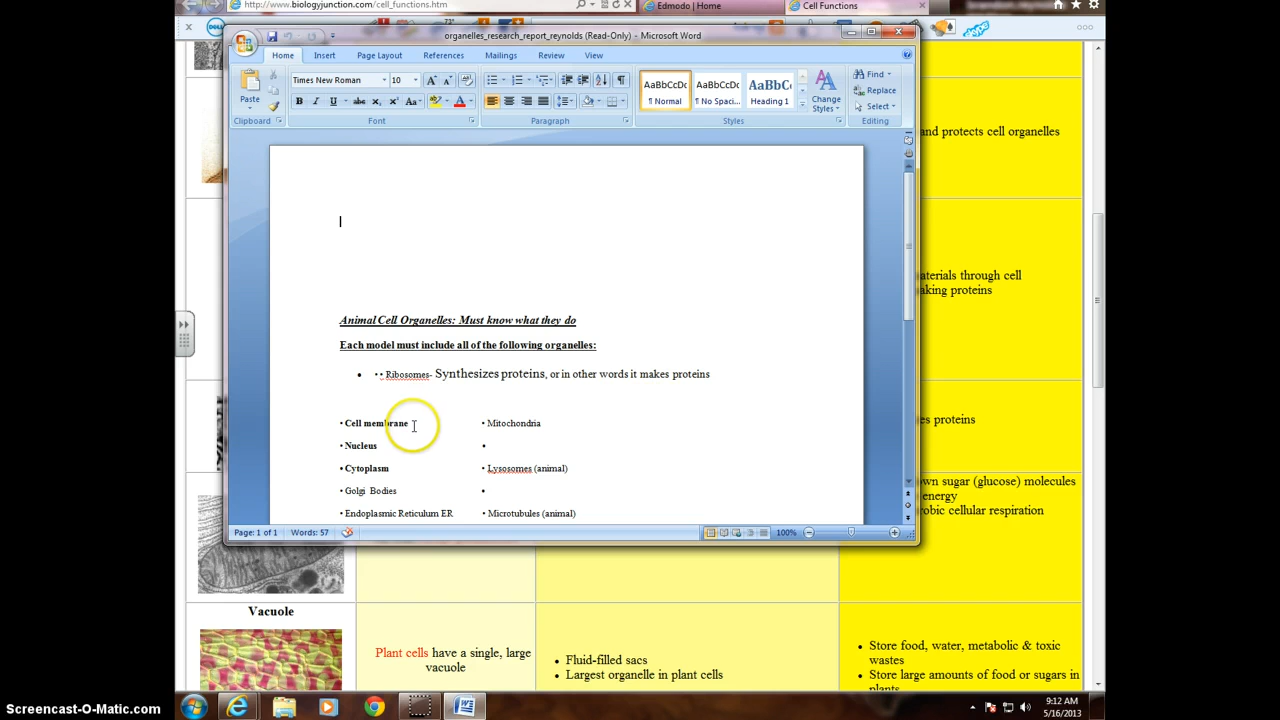 http://www.biologyjunction.com/cell_functions.htm
Edmodo | Home
Cell Functions
organelles_research_report_reynolds (Read-Only) - Microsoft Word
Home Insert Page Layout References Mailings Review View
Times New Roman 10
Paste
AaBbCcDc AaBbCcDc AaBbC
¶ Normal ¶ No Spaci... Heading 1
Change Styles
Find
Replace
Select
Clipboard Font Paragraph Styles Editing
and protects cell organelles
Animal Cell Organelles: Must know what they do
Each model must include all of the following organelles:
• •• Ribosomes- Synthesizes proteins, or in other words it makes proteins
• Cell membrane • Mitochondria
• Nucleus •
• Cytoplasm • Lysosomes (animal)
• Golgi Bodies •
• Endoplasmic Reticulum ER • Microtubules (animal)
aterials through cell
aking proteins
es proteins
own sugar (glucose) molecules
energy
robic cellular respiration
Page: 1 of 1 Words: 57 100%
Vacuole
Plant cells have a single, large
vacuole
• Fluid-filled sacs
• Largest organelle in plant cells
• Store food, water, metabolic & toxic
wastes
• Store large amounts of food or sugars in
plants
9:12 AM
5/16/2013
Screencast-O-Matic.com